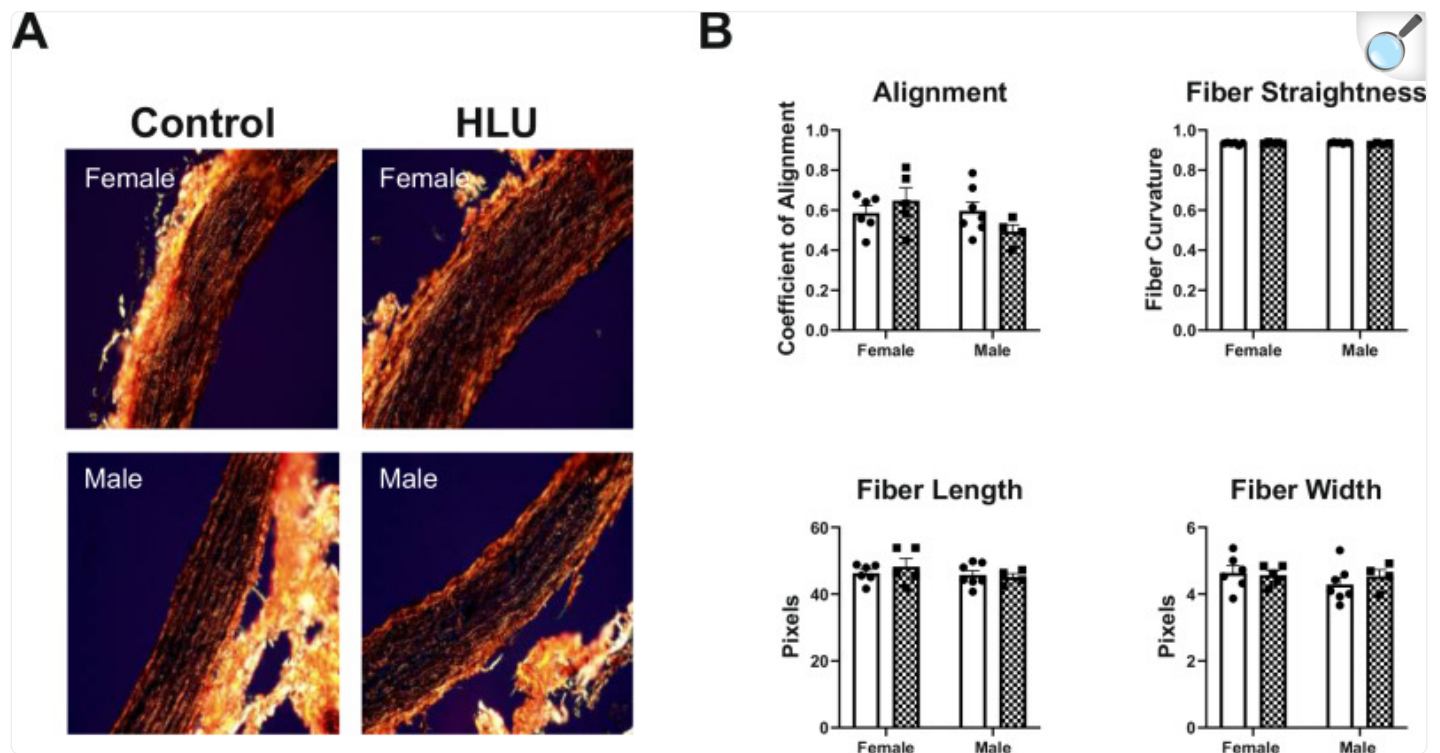 A
Control HLU
Female Female
Male Male
B
Alignment
Coefficient of Alignment
1.0
0.8
0.6
0.4
0.2
0.0
Female Male
Fiber Straightness
Fiber Curvature
1.0
0.8
0.6
0.4
0.2
0.0
Female Male
Fiber Length
Pixels
60
40
20
0
Female Male
Fiber Width
Pixels
6
4
2
0
Female Male